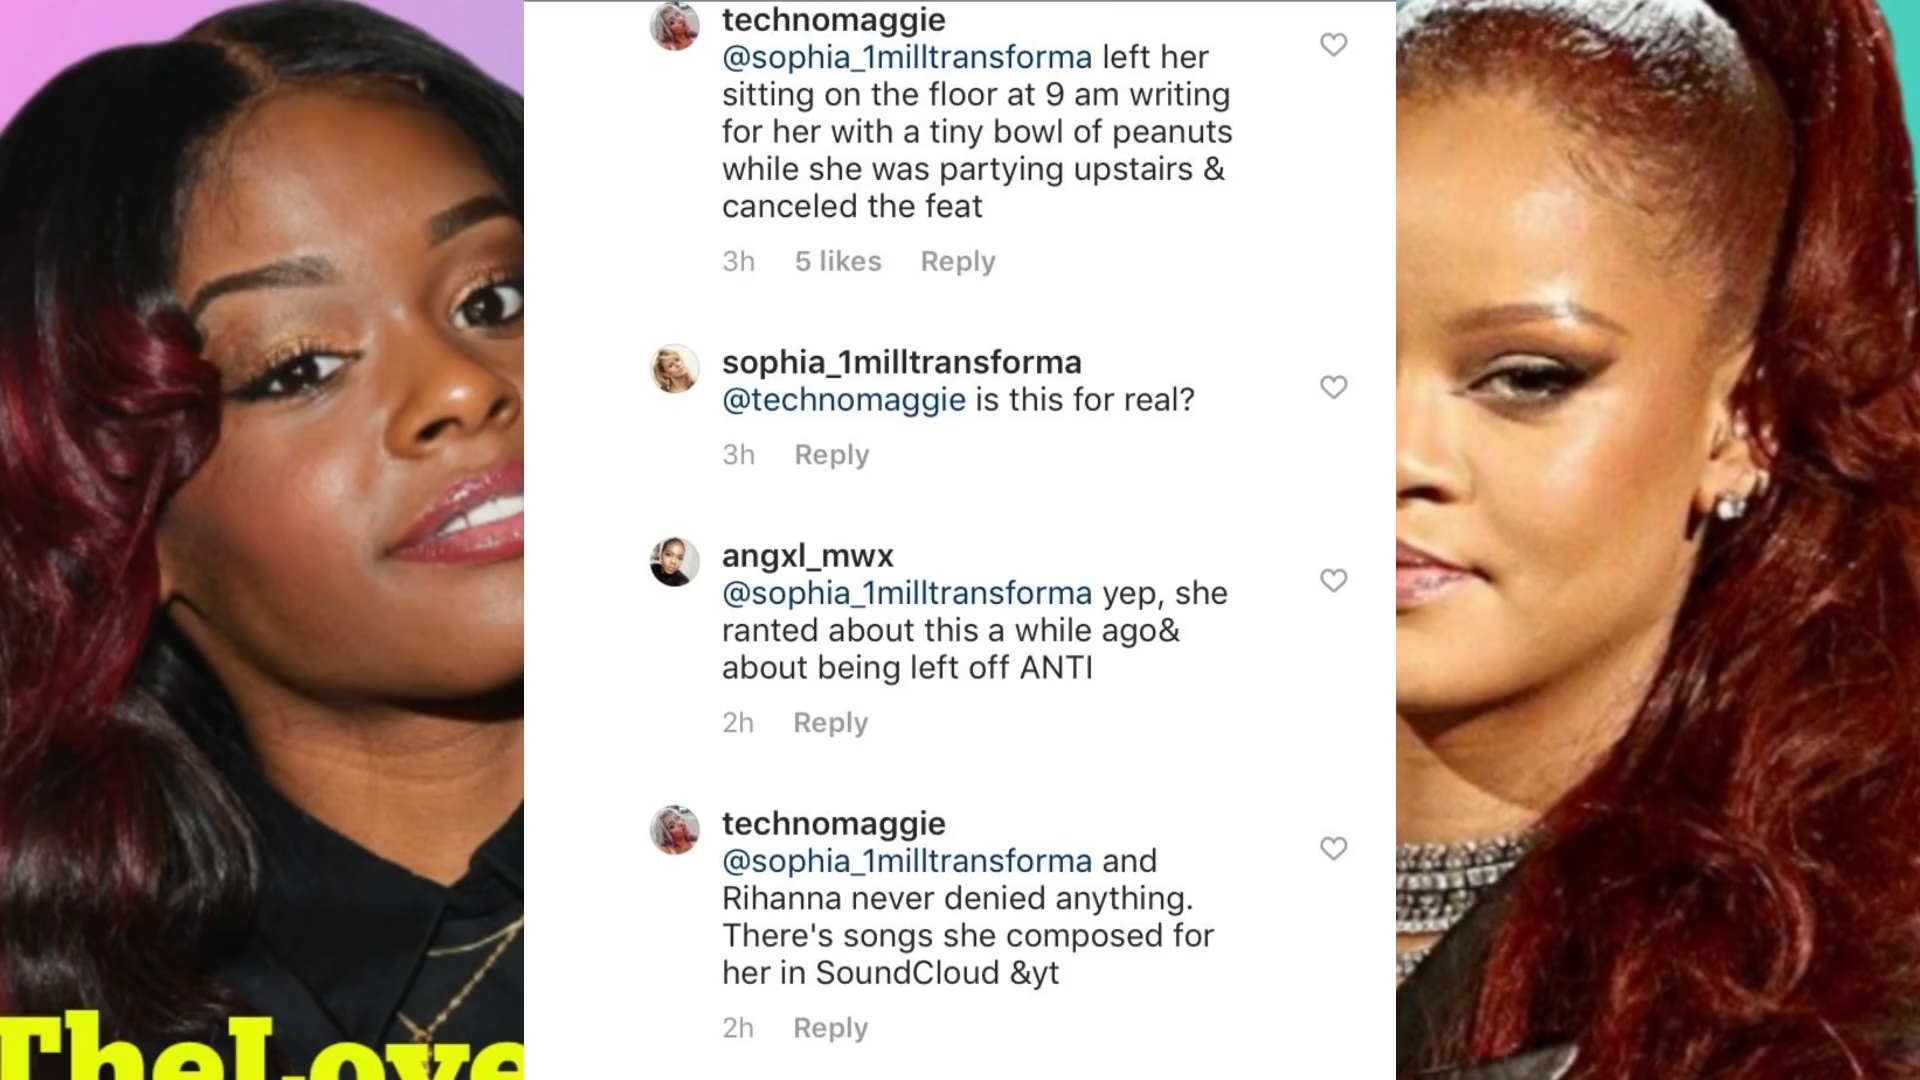 technomaggie
@sophia_1milltransforma left her
sitting on the floor at 9 am writing
for her with a tiny bowl of peanuts
while she was partying upstairs &
canceled the feat
3h 5 likes Reply
sophia_1milltransforma
@technomaggie is this for real?
3h Reply
angxl_mwx
@sophia_1milltransforma yep, she
ranted about this a while ago&
about being left off ANTI
2h Reply
technomaggie
@sophia_1milltransforma and
Rihanna never denied anything.
There's songs she composed for
her in SoundCloud &yt
2h Reply
TheLove